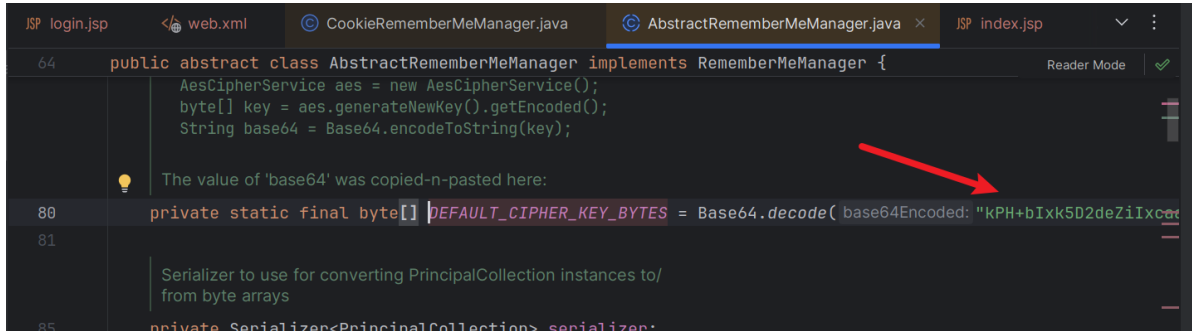 login.jsp web.xml CookieRememberMeManager.java AbstractRememberMeManager.java index.jsp
64 public abstract class AbstractRememberMeManager implements RememberMeManager { Reader Mode
AesCipherService aes = new AesCipherService();
byte[] key = aes.generateNewKey().getEncoded();
String base64 = Base64.encodeToString(key);
The value of 'base64' was copied-n-pasted here:
80 private static final byte[] DEFAULT_CIPHER_KEY_BYTES = Base64.decode( base64Encoded: "kPH+bIxk5D2deZiIxca
81
Serializer to use for converting PrincipalCollection instances to/
from byte arrays
85 private Serializer<PrincipalCollection> serializer;